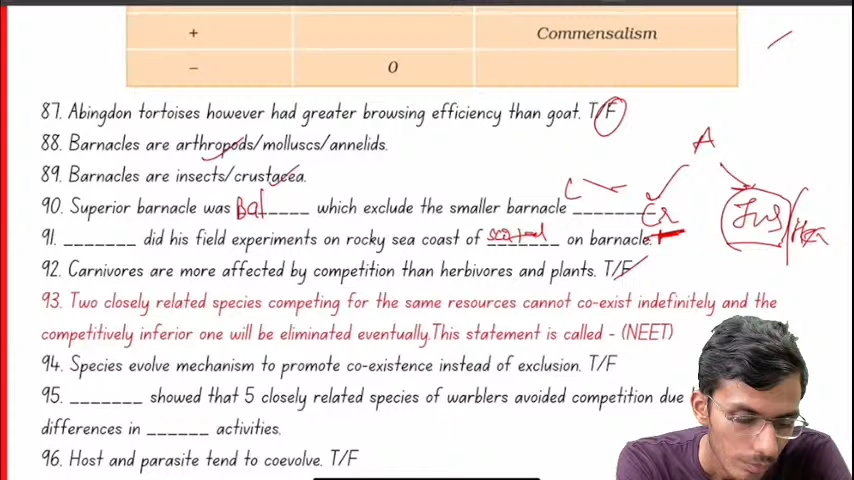 + Commensalism
– 0
87. Abingdon tortoises however had greater browsing efficiency than goat. T/F
A
88. Barnacles are arthropods/molluscs/annelids.
89. Barnacles are insects/crustacea.
90. Superior barnacle was Bal____ which exclude the smaller barnacle ________
91. _______ did his field experiments on rocky sea coast of _______ on barnacle.
92. Carnivores are more affected by competition than herbivores and plants. T/F
93. Two closely related species competing for the same resources cannot co-exist indefinitely and the
competitively inferior one will be eliminated eventually.This statement is called - (NEET)
94. Species evolve mechanism to promote co-existence instead of exclusion. T/F
95. _______ showed that 5 closely related species of warblers avoided competition due
differences in ______ activities.
96. Host and parasite tend to coevolve. T/F